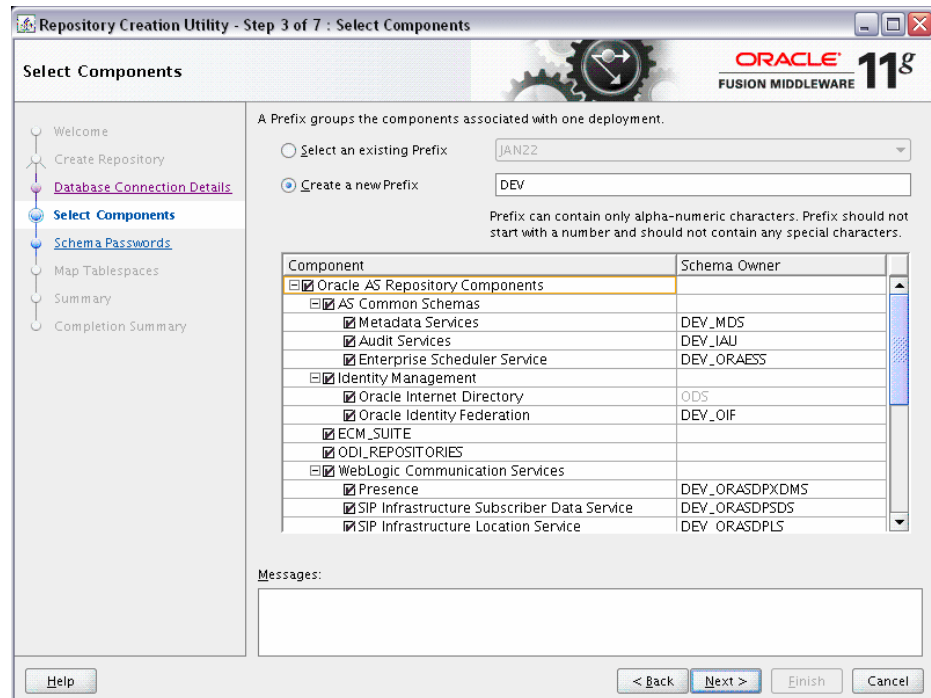 Repository Creation Utility - Step 3 of 7 : Select Components
Select Components
ORACLE
FUSION MIDDLEWARE 11g
Welcome
Create Repository
Database Connection Details
Select Components
Schema Passwords
Map Tablespaces
Summary
Completion Summary
A Prefix groups the components associated with one deployment.
Select an existing Prefix JAN22
Create a new Prefix DEV
Prefix can contain only alpha-numeric characters. Prefix should not
start with a number and should not contain any special characters.
Component Schema Owner
Oracle AS Repository Components
AS Common Schemas
Metadata Services DEV_MDS
Audit Services DEV_IAU
Enterprise Scheduler Service DEV_ORAESS
Identity Management
Oracle Internet Directory ODS
Oracle Identity Federation DEV_OIF
ECM_SUITE
ODI_REPOSITORIES
WebLogic Communication Services
Presence DEV_ORASDPXDMS
SIP Infrastructure Subscriber Data Service DEV_ORASDPSDS
SIP Infrastructure Location Service DEV_ORASDPLS
Messages:
Help < Back Next > Finish Cancel